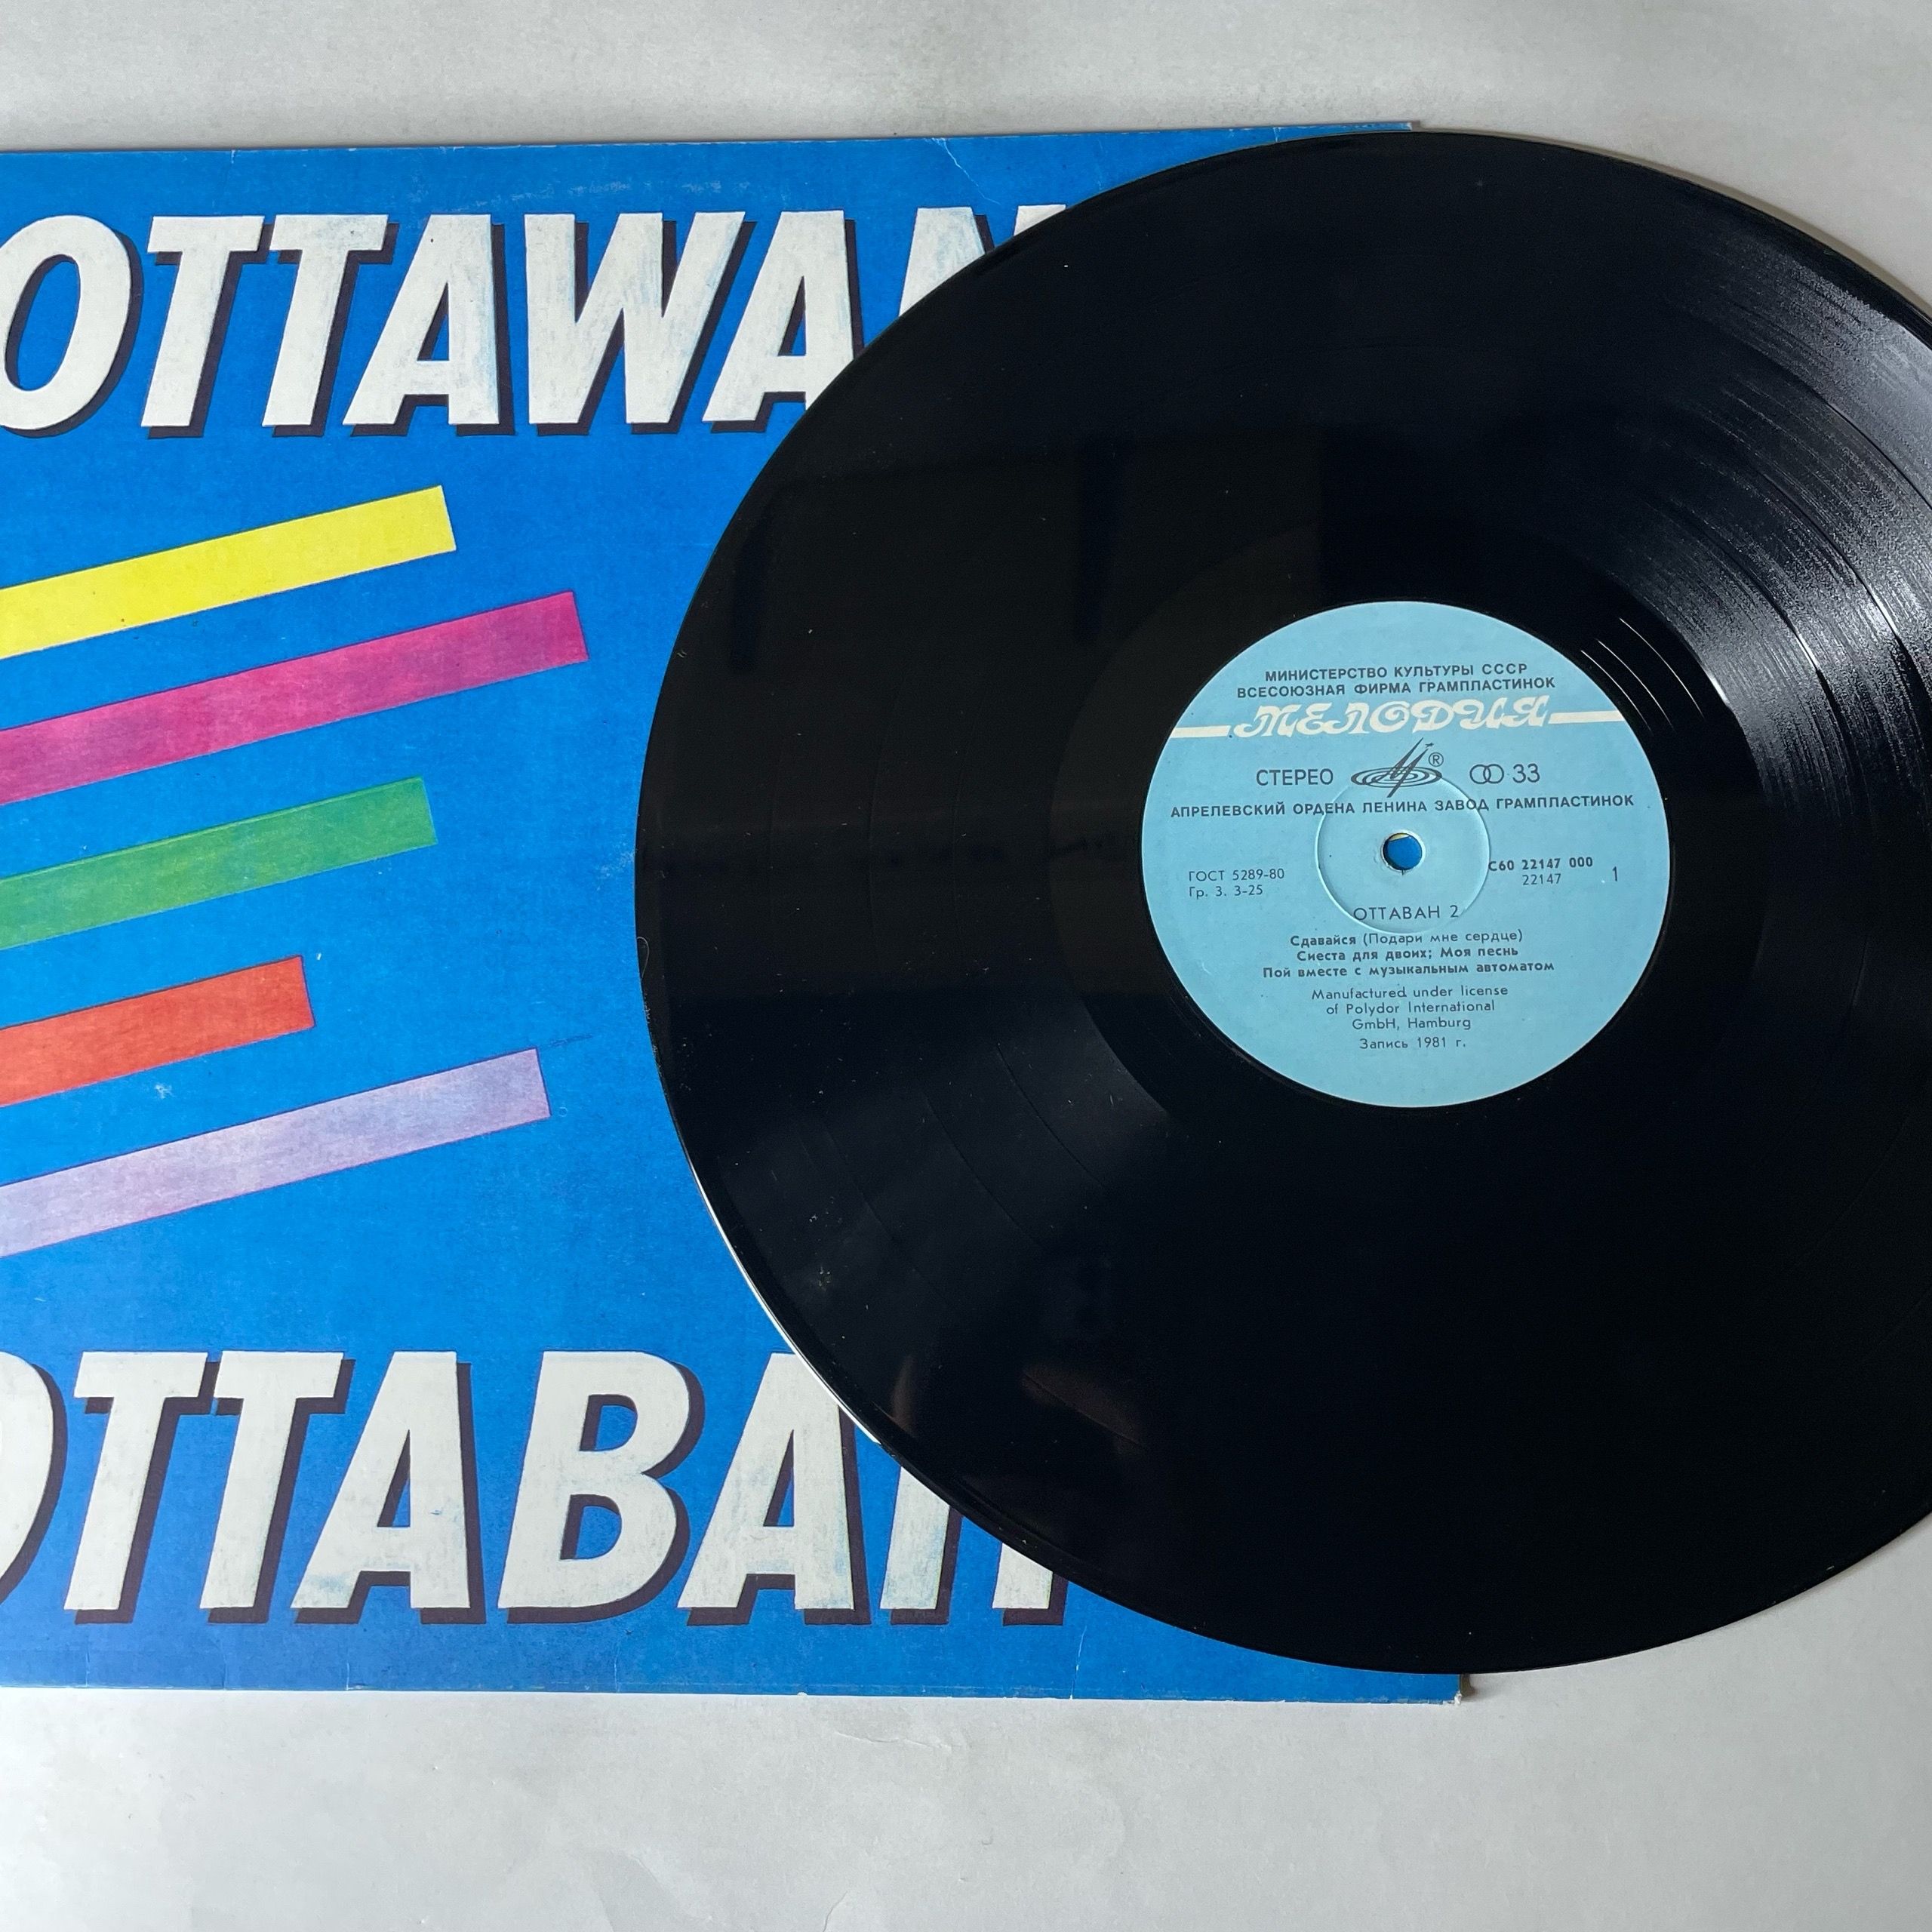 OTTAWAN
МИНИСТЕРСТВО КУЛЬТУРЫ СССР
ВСЕСОЮЗНАЯ ФИРМА ГРАМПЛАСТИНОК
МЕЛОДИЯ
СТЕРЕО ® 33
АПРЕЛЕВСКИЙ ОРДЕНА ЛЕНИНА ЗАВОД ГРАМПЛАСТИНОК
ГОСТ 5289-80
Гр. 3. 3-25
С60 22147 000
22147 1
ОТТАВАН 2
Сдавайся (Подари мне сердце)
Сиеста для двоих; Моя песнь
Пой вместе с музыкальным автоматом
Manufactured under license
of Polydor International
GmbH, Hamburg
Запись 1981 г.
ОТТАВАН